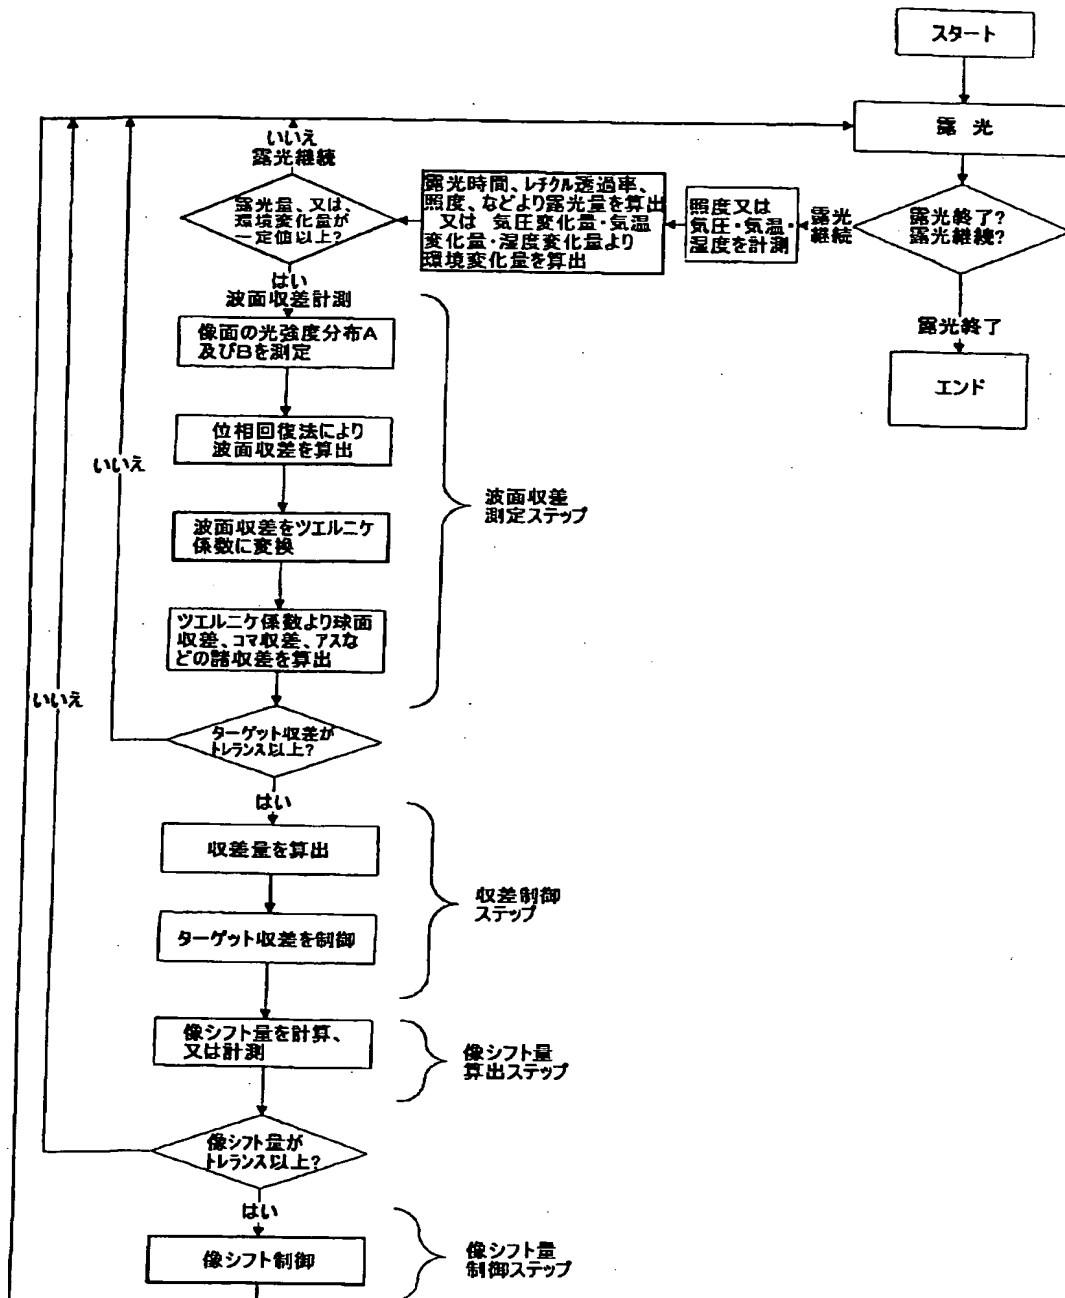 スタート
露 光
露光終了?
露光継続?
露光
継続
露光終了
エンド
照度又は
気圧・気温・
湿度を計測
露光時間、レチクル透過率、
照度、などより露光量を算出
又は 気圧変化量・気温
変化量・湿度変化量より
環境変化量を算出
いいえ
露光継続
露光量、又は、
環境変化量が
一定値以上?
はい
波面収差計測
像面の光強度分布A
及びBを測定
位相回復法により
波面収差を算出
波面収差をツエルニケ
係数に変換
ツエルニケ係数より球面
収差、コマ収差、アスな
どの諸収差を算出
波面収差
測定ステップ
いいえ
いいえ
ターゲット収差が
トレランス以上?
はい
収差量を算出
ターゲット収差を制御
収差制御
ステップ
像シフト量を計算、
又は計測
像シフト量
算出ステップ
像シフト量が
トレランス以上?
はい
像シフト制御
像シフト量
制御ステップ